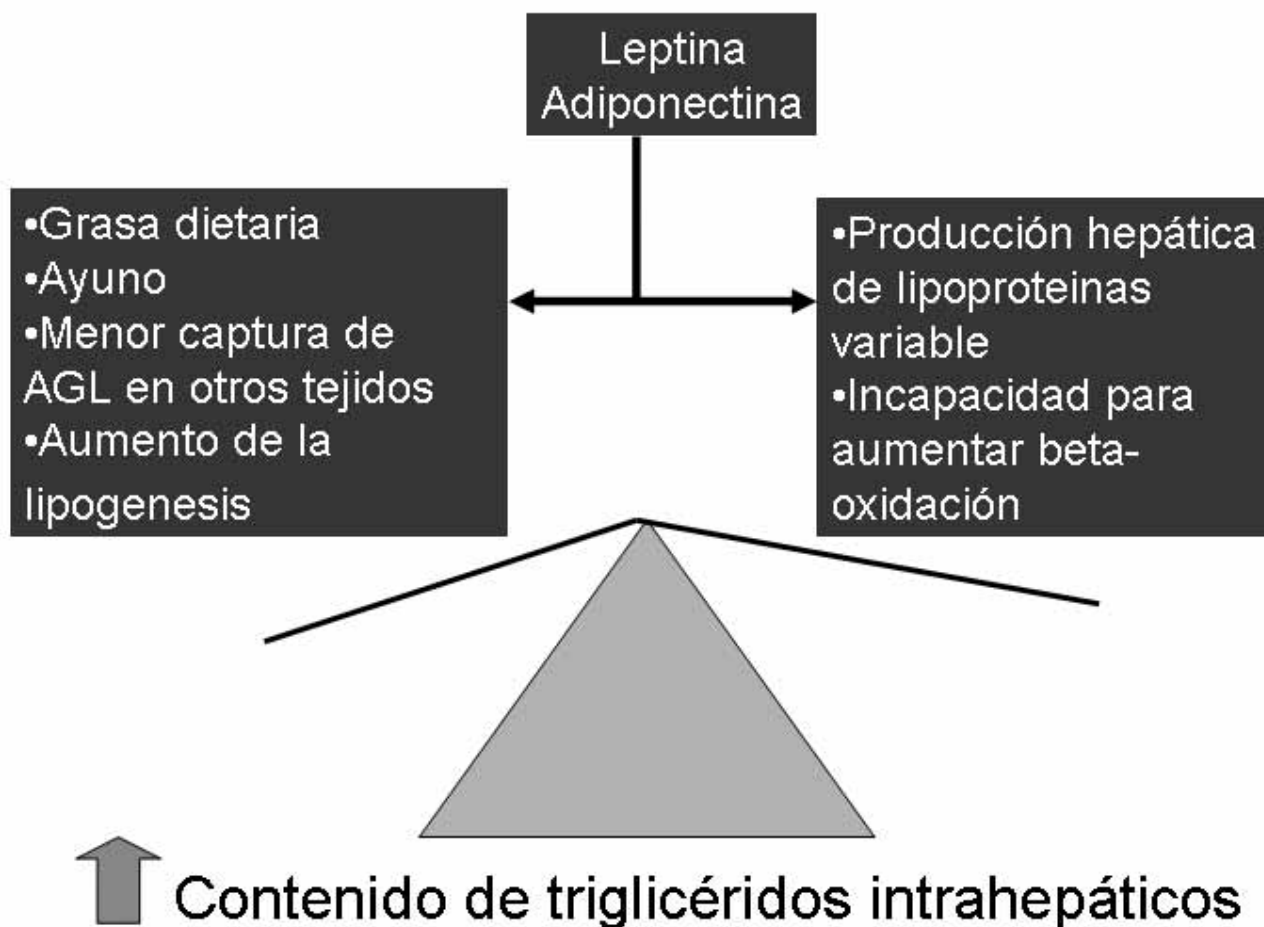 Leptina
Adiponectina
•Grasa dietaria
•Ayuno
•Menor captura de
AGL en otros tejidos
•Aumento de la
lipogenesis
•Producción hepática
de lipoproteinas
variable
•Incapacidad para
aumentar beta-
oxidación
Contenido de triglicéridos intrahepáticos